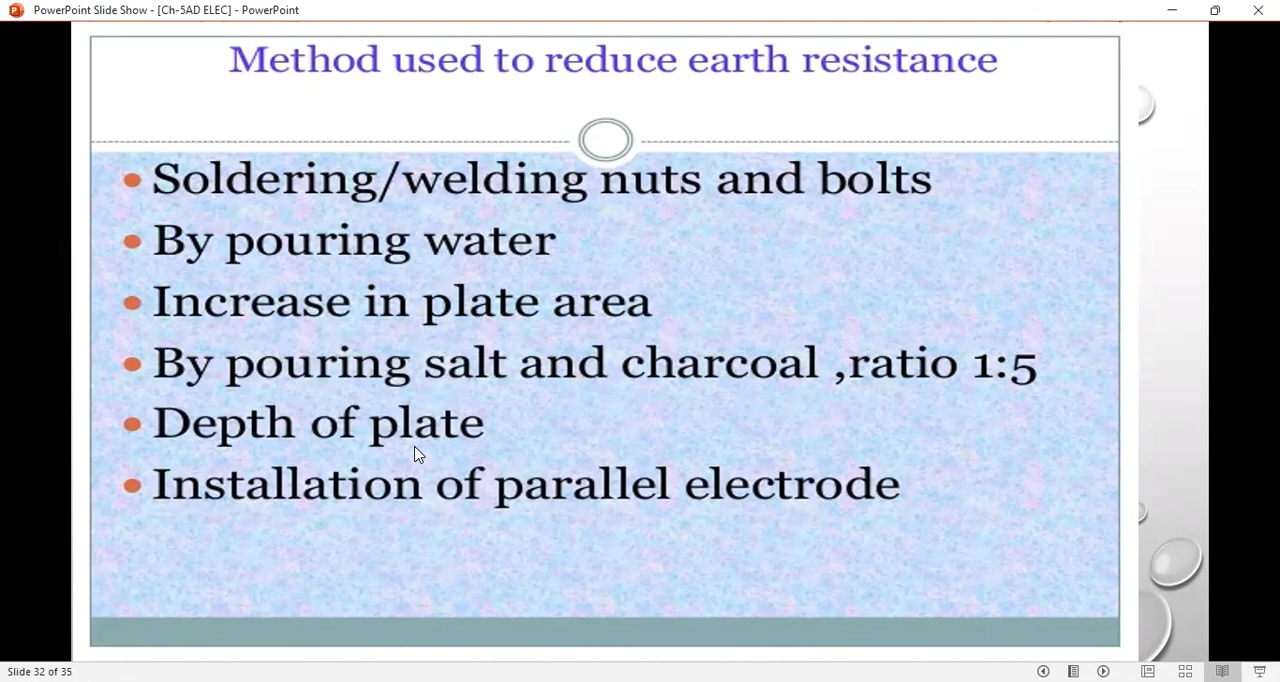 PowerPoint Slide Show - [Ch-5AD ELEC] - PowerPoint
Method used to reduce earth resistance
• Soldering/welding nuts and bolts
• By pouring water
• Increase in plate area
• By pouring salt and charcoal ,ratio 1:5
• Depth of plate
• Installation of parallel electrode
Slide 32 of 35